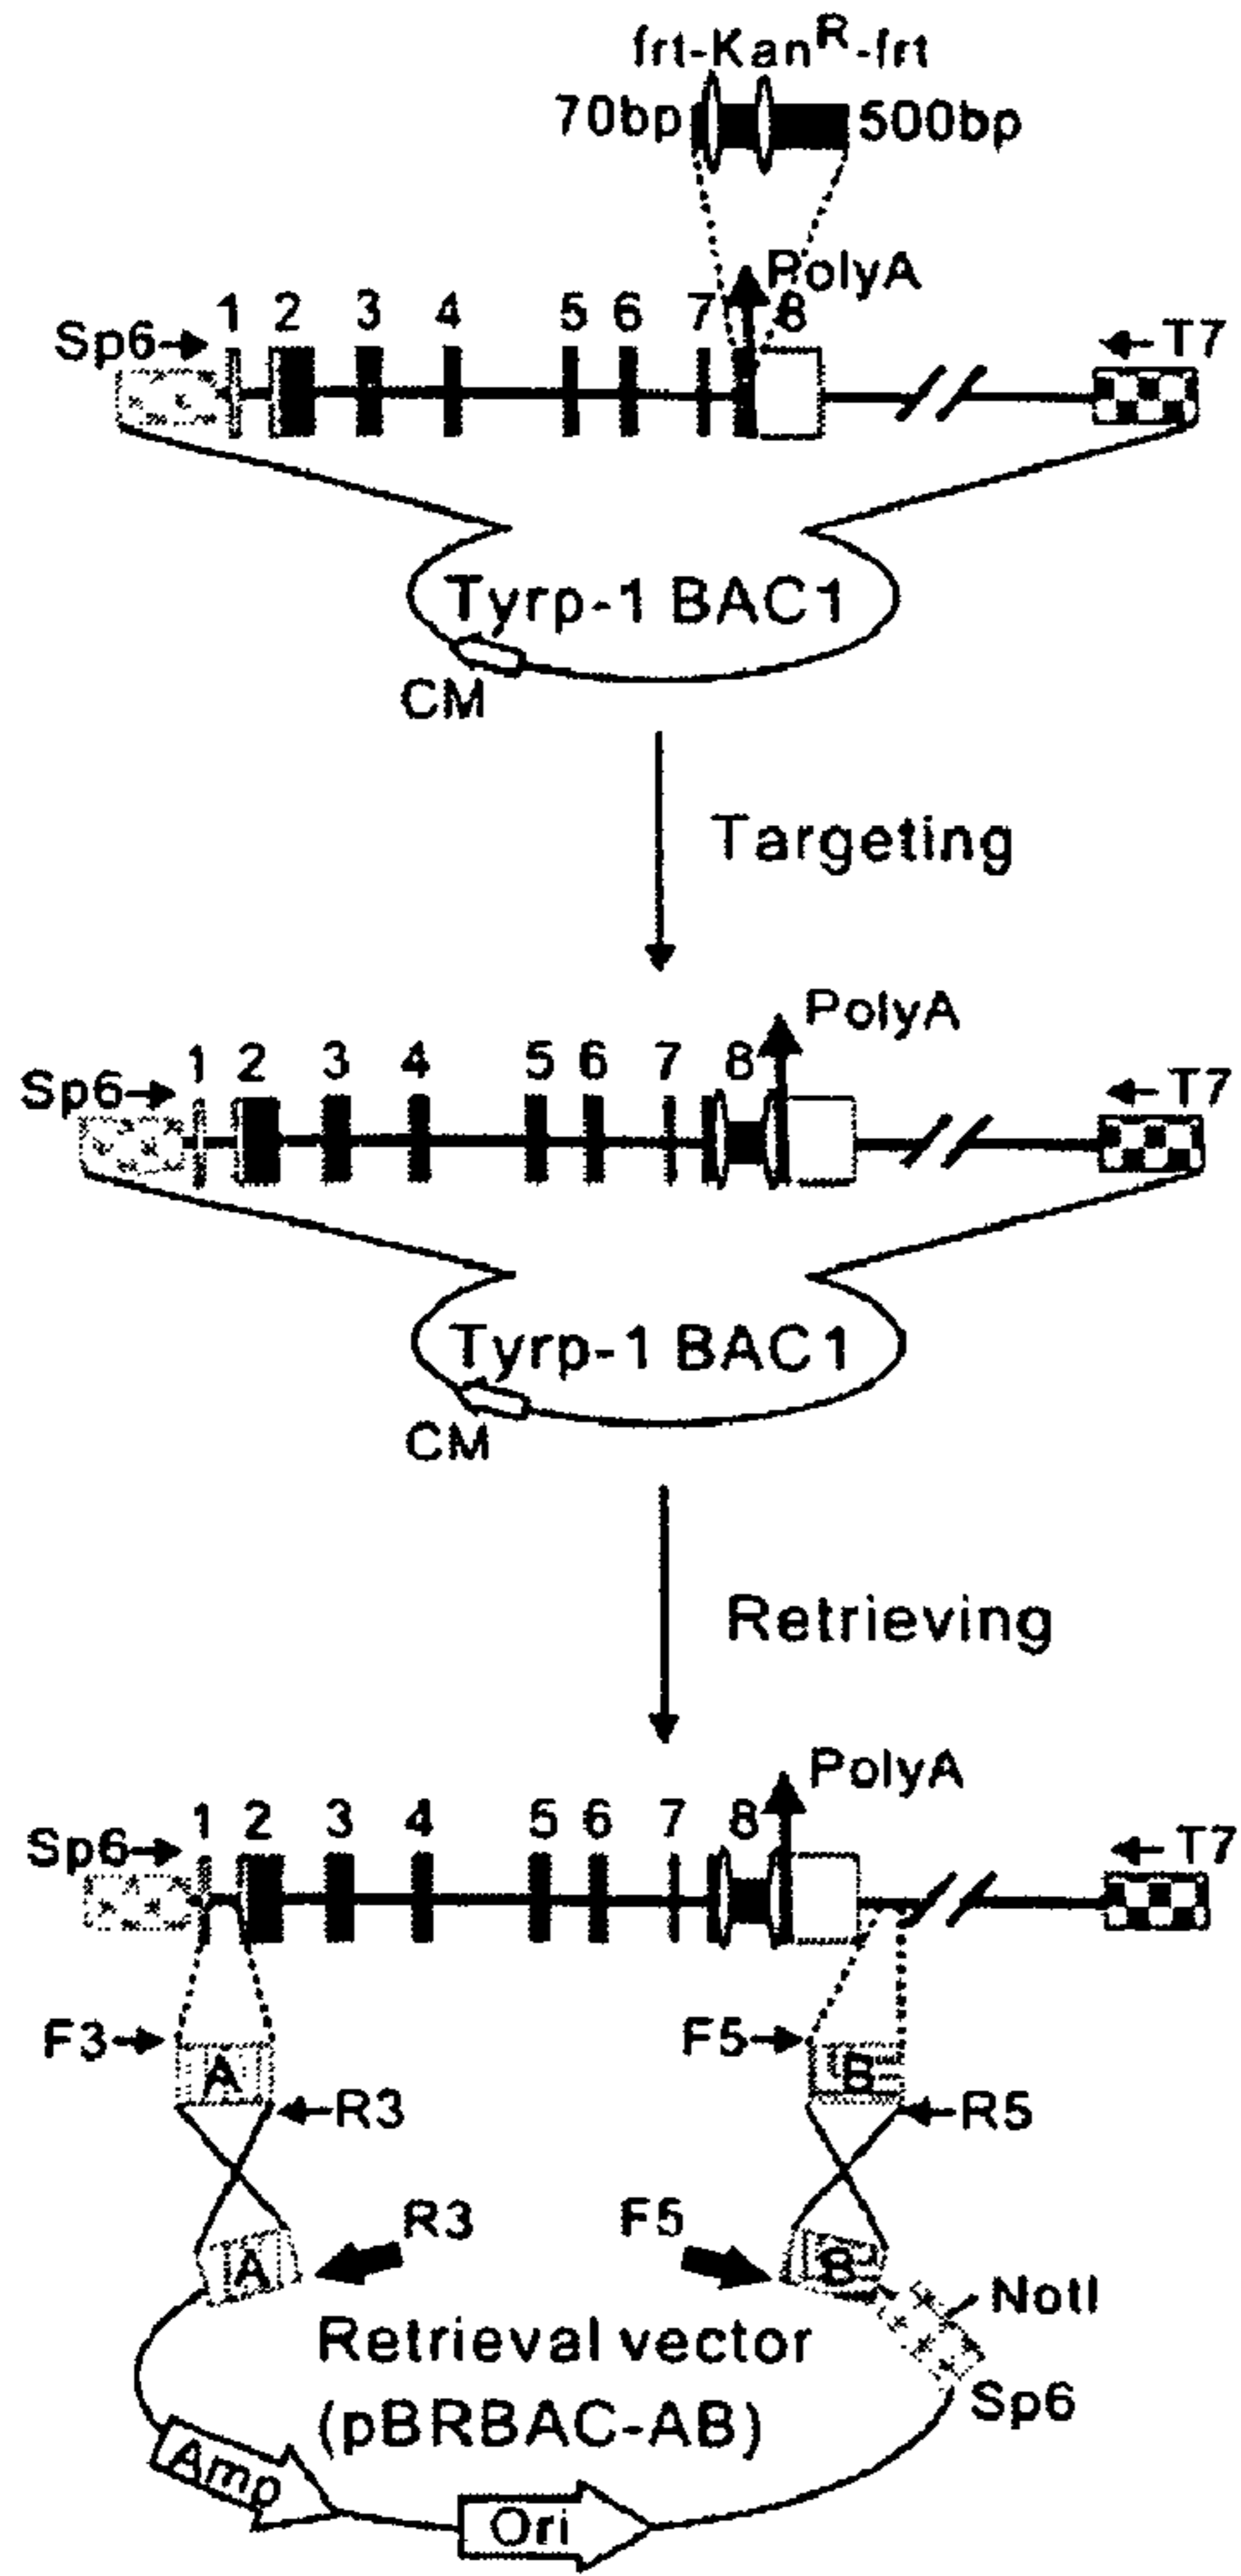 frt-Kan^R-frt
70bp 500bp
PolyA
Sp6 1 2 3 4 5 6 7 8 T7
Tyrp-1 BAC1
CM
Targeting
PolyA
Sp6 1 2 3 4 5 6 7 8 T7
Tyrp-1 BAC1
CM
Retrieving
PolyA
Sp6 1 2 3 4 5 6 7 8 T7
F3 A R3 F5 B R5
A R3 F5 B
NotI
Sp6
Retrieval vector
(pBRBAC-AB)
Amp
Ori